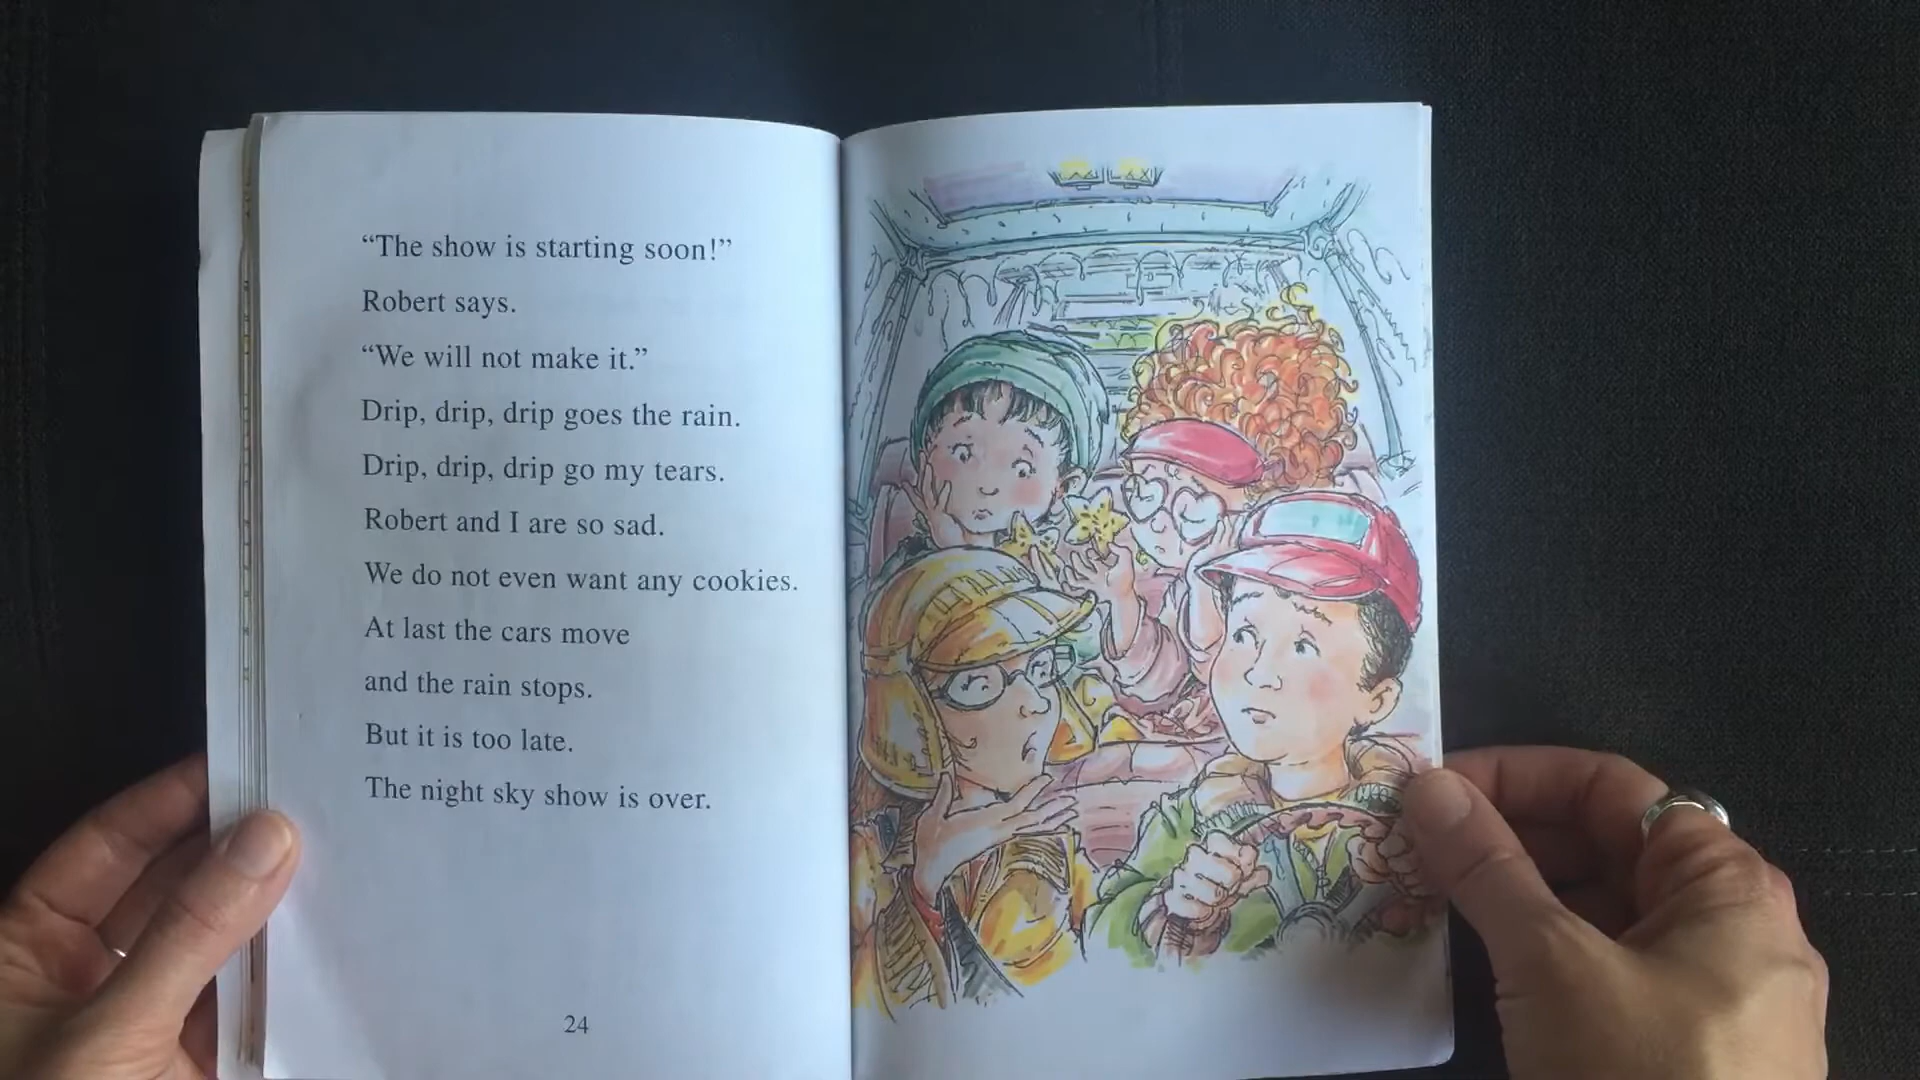 “The show is starting soon!”
Robert says.
“We will not make it.”
Drip, drip, drip goes the rain.
Drip, drip, drip go my tears.
Robert and I are so sad.
We do not even want any cookies.
At last the cars move
and the rain stops.
But it is too late.
The night sky show is over.
24